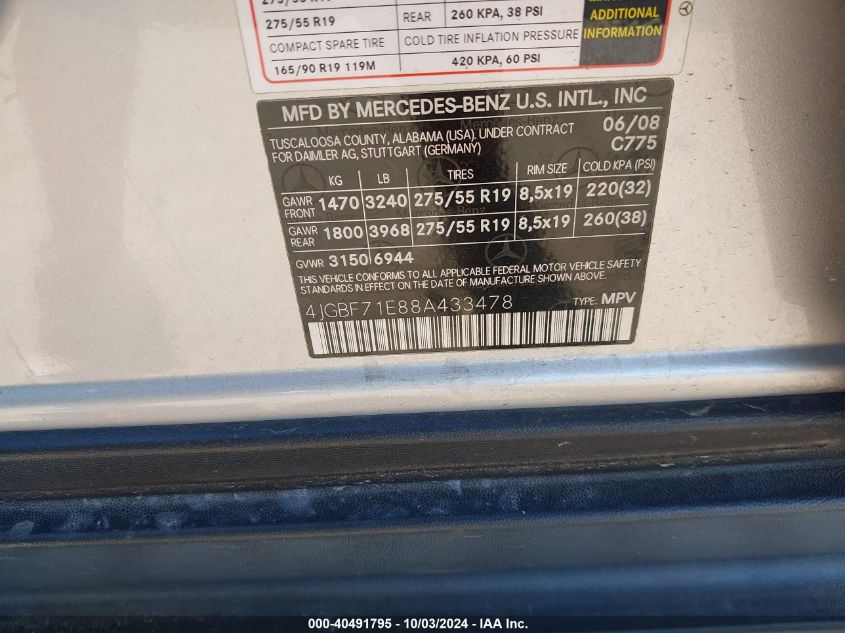 275/55 R19 REAR 260 KPA, 38 PSI
COMPACT SPARE TIRE COLD TIRE INFLATION PRESSURE
165/90 R19 119M 420 KPA, 60 PSI
ADDITIONAL
INFORMATION
MFD BY MERCEDES-BENZ U.S. INTL., INC
TUSCALOOSA COUNTY, ALABAMA (USA). UNDER CONTRACT 06/08
FOR DAIMLER AG, STUTTGART (GERMANY) C775
KG LB TIRES RIM SIZE COLD KPA (PSI)
GAWR FRONT 1470 3240 275/55 R19 8,5x19 220(32)
GAWR REAR 1800 3968 275/55 R19 8,5x19 260(38)
GVWR 3150 6944
THIS VEHICLE CONFORMS TO ALL APPLICABLE FEDERAL MOTOR VEHICLE SAFETY
STANDARDS IN EFFECT ON THE DATE OF MANUFACTURE SHOWN ABOVE.
4JGBF71E88A433478 TYPE: MPV
000-40491795 - 10/03/2024 - IAA Inc.